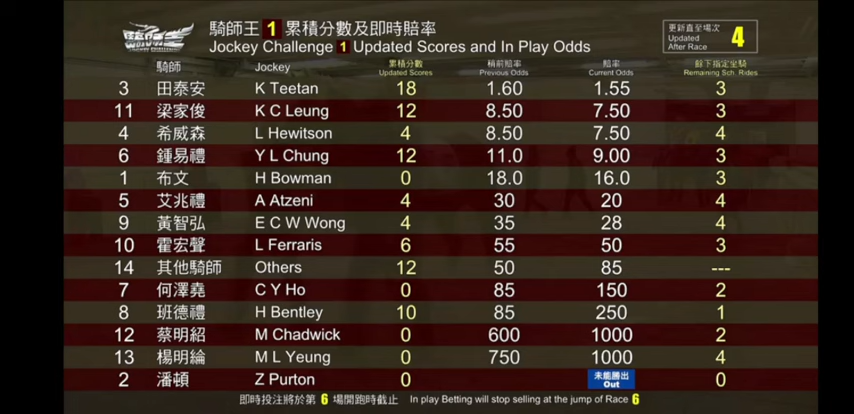 騎師王 1 累積分數及即時賠率
Jockey Challenge 1 Updated Scores and In Play Odds
更新直至場次 4
Updated After Race
騎師 Jockey 累積分數 Updated Scores 稍前賠率 Previous Odds 賠率 Current Odds 餘下指定坐騎 Remaining Sch. Rides
3 田泰安 K Teetan 18 1.60 1.55 3
11 梁家俊 K C Leung 12 8.50 7.50 3
4 希威森 L Hewitson 4 8.50 7.50 4
6 鍾易禮 Y L Chung 12 11.0 9.00 3
1 布文 H Bowman 0 18.0 16.0 3
5 艾兆禮 A Atzeni 4 30 20 4
9 黃智弘 E C W Wong 4 35 28 4
10 霍宏聲 L Ferraris 6 55 50 3
14 其他騎師 Others 12 50 85 ---
7 何澤堯 C Y Ho 0 85 150 2
8 班德禮 H Bentley 10 85 250 1
12 蔡明紹 M Chadwick 0 600 1000 2
13 楊明綸 M L Yeung 0 750 1000 4
2 潘頓 Z Purton 0 未能勝出 Out 0
即時投注將於第 6 場開跑時截止 In play Betting will stop selling at the jump of Race 6